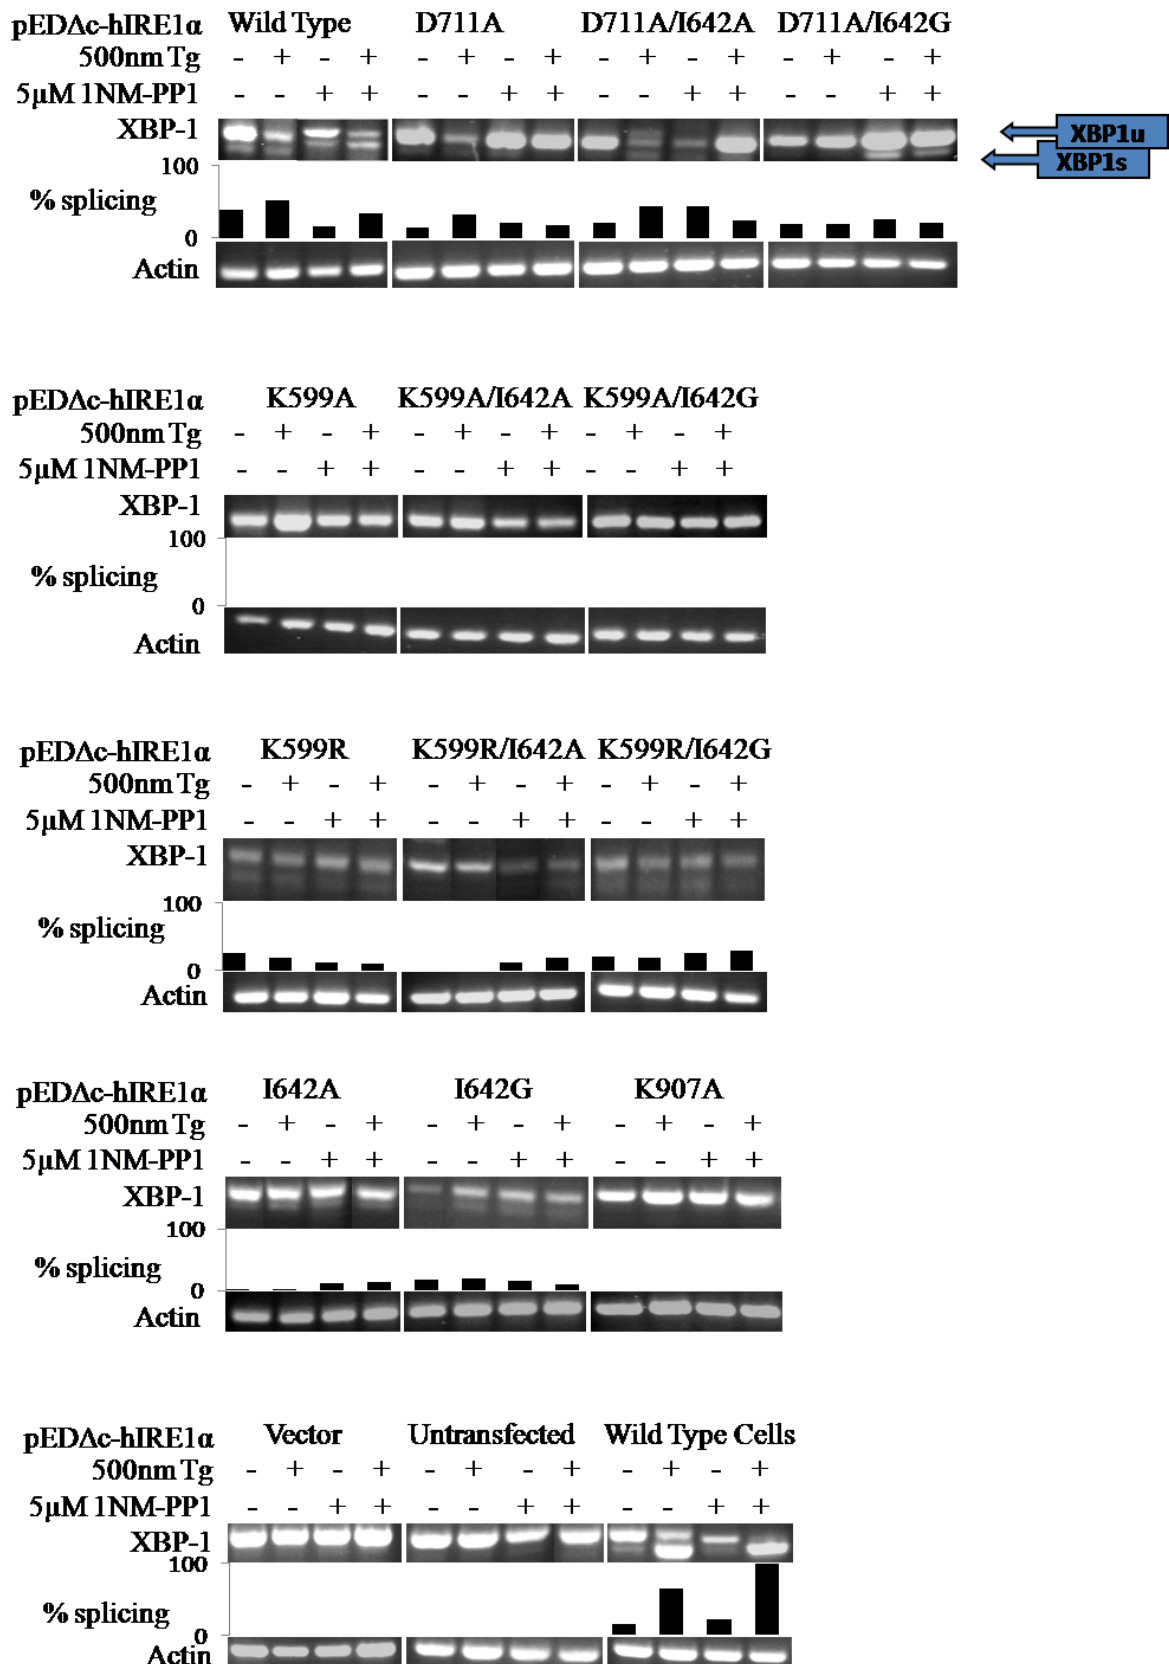 pEDΔc-hIRE1α Wild Type D711A D711A/I642A D711A/I642G
500nm Tg - + - + - + - + - + - + - + - +
5µM 1NM-PP1 - - + + - - + + - - + + - - + +
XBP-1 XBP1u
XBP1s
100
% splicing
0
Actin
pEDΔc-hIRE1α K599A K599A/I642A K599A/I642G
500nm Tg - + - + - + - + - + - +
5µM 1NM-PP1 - - + + - - + + - - + +
XBP-1
100
% splicing
0
Actin
pEDΔc-hIRE1α K599R K599R/I642A K599R/I642G
500nm Tg - + - + - + - + - + - +
5µM 1NM-PP1 - - + + - - + + - - + +
XBP-1
100
% splicing
0
Actin
pEDΔc-hIRE1α I642A I642G K907A
500nm Tg - + - + - + - + - + - +
5µM 1NM-PP1 - - + + - - + + - - + +
XBP-1
100
% splicing
0
Actin
pEDΔc-hIRE1α Vector Untransfected Wild Type Cells
500nm Tg - + - + - + - + - + - +
5µM 1NM-PP1 - - + + - - + + - - + +
XBP-1
100
% splicing
0
Actin